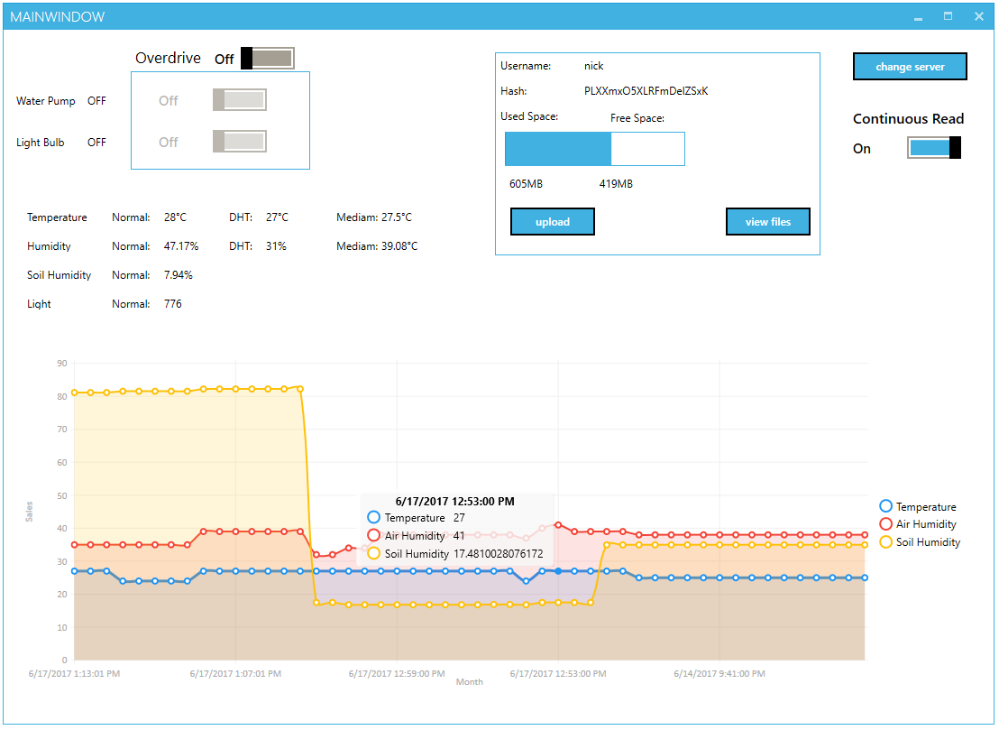 MAINWINDOW
Overdrive Off
Water Pump OFF Off
Light Bulb OFF Off
Username: nick
Hash: PLXXmxO5XLRFmDelZSxK
Used Space: Free Space:
605MB 419MB
upload view files
change server
Continuous Read
On
Temperature Normal: 28°C DHT: 27°C Mediam: 27.5°C
Humidity Normal: 47.17% DHT: 31% Mediam: 39.08°C
Soil Humidity Normal: 7.94%
Light Normal: 776
90
80
70
60
50
40
30
20
10
0
Sales
6/17/2017 12:53:00 PM
Temperature 27
Air Humidity 41
Soil Humidity 17.4810028076172
Temperature
Air Humidity
Soil Humidity
6/17/2017 1:13:01 PM 6/17/2017 1:07:01 PM 6/17/2017 12:59:00 PM 6/17/2017 12:53:00 PM 6/14/2017 9:41:00 PM
Month